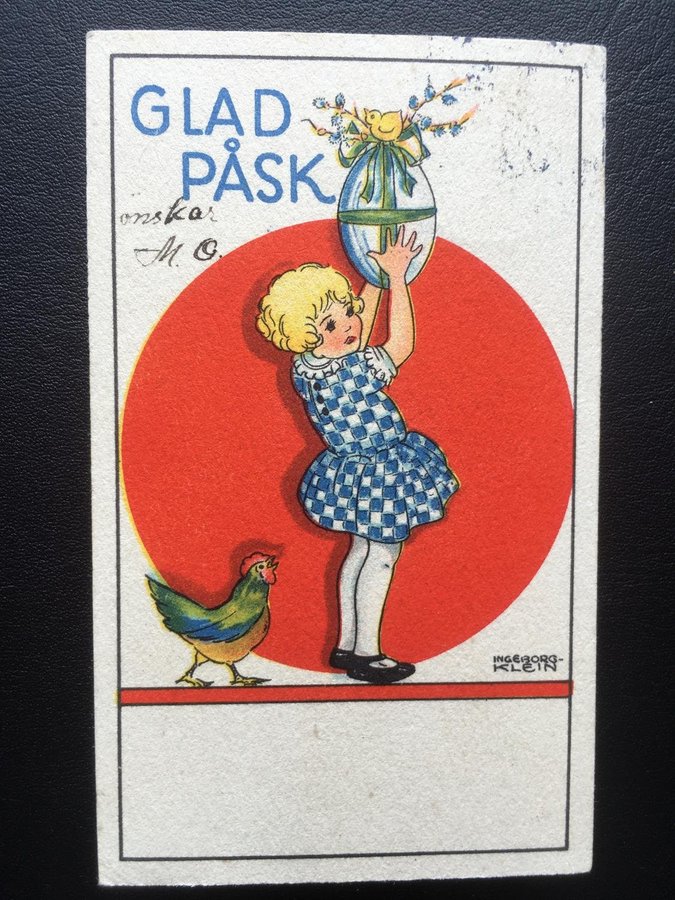 GLAD
PÅSK
önskar
M. O.
INGEBORG-
KLEIN